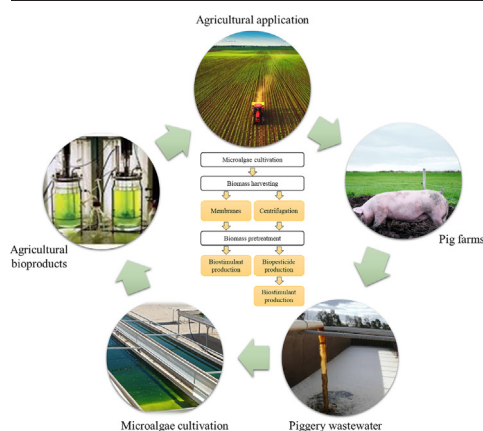 Agricultural application
Microalgae cultivation
Biomass harvesting
Membranes
Centrifugation
Biomass pretreatment
Biostimulant
production
Biopesticide
production
Biostimulant
production
Pig farms
Agricultural
bioproducts
Microalgae cultivation
Piggery wastewater